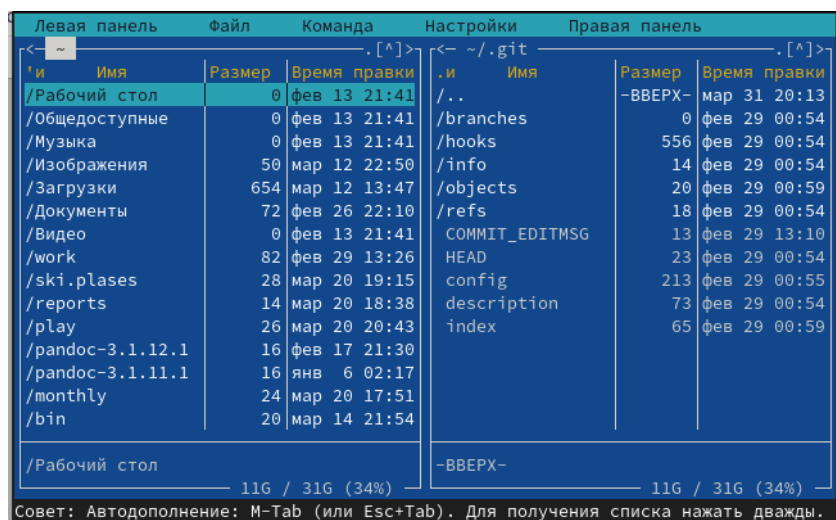 Левая панель Файл Команда Настройки Правая панель
<─ ~ .[^]> <─ ~/.git .[^]>
'и Имя Размер Время правки .и Имя Размер Время правки
/Рабочий стол 0 фев 13 21:41 /.. -ВВЕРХ- мар 31 20:13
/Общедоступные 0 фев 13 21:41 /branches 0 фев 29 00:54
/Музыка 0 фев 13 21:41 /hooks 556 фев 29 00:54
/Изображения 50 мар 12 22:50 /info 14 фев 29 00:54
/Загрузки 654 мар 12 13:47 /objects 20 фев 29 00:59
/Документы 72 фев 26 22:10 /refs 18 фев 29 00:54
/Видео 0 фев 13 21:41 COMMIT_EDITMSG 13 фев 29 13:10
/work 82 фев 29 13:26 HEAD 23 фев 29 00:54
/ski.plases 28 мар 20 19:15 config 213 фев 29 00:55
/reports 14 мар 20 18:38 description 73 фев 29 00:54
/play 26 мар 20 20:43 index 65 фев 29 00:59
/pandoc-3.1.12.1 16 фев 17 21:30
/pandoc-3.1.11.1 16 янв 6 02:17
/monthly 24 мар 20 17:51
/bin 20 мар 14 21:54
/Рабочий стол -ВВЕРХ-
11G / 31G (34%) 11G / 31G (34%)
Совет: Автодополнение: M-Tab (или Esc+Tab). Для получения списка нажать дважды.